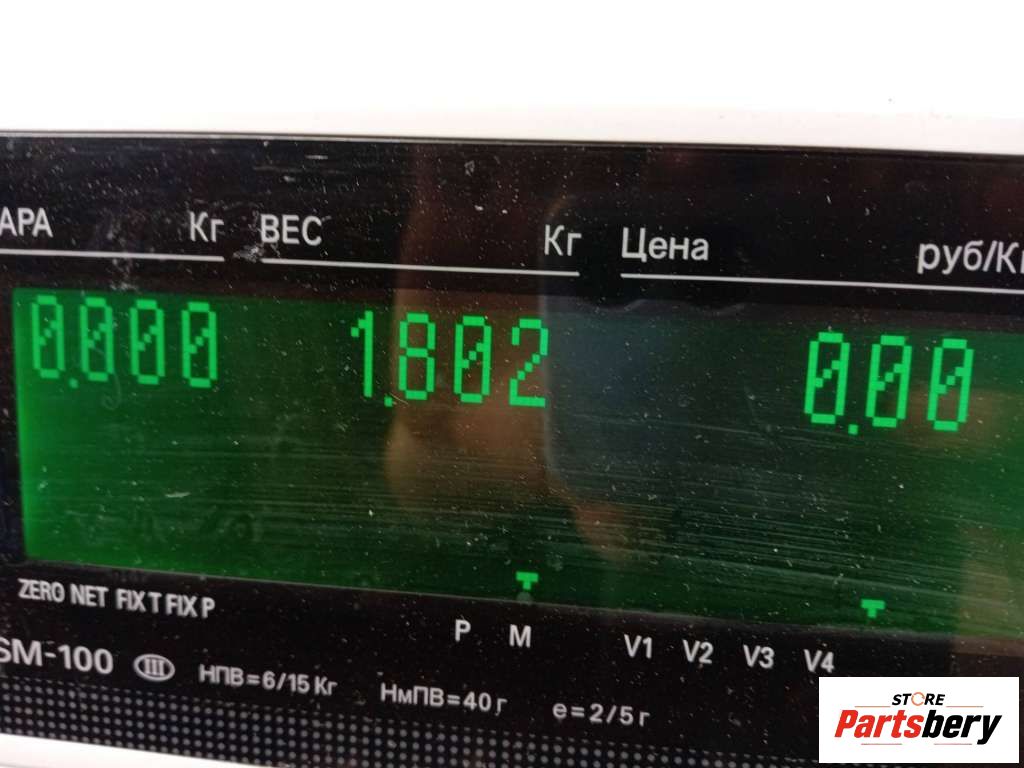 АРА Кг ВЕС Кг Цена руб/Кг
0.000 1.802 0.00
ZERO NET FIX T FIX P P M V1 V2 V3 V4
SM-100 III НПВ=6/15 Кг НмПВ=40 г e=2/5 г
STORE
Partsbery